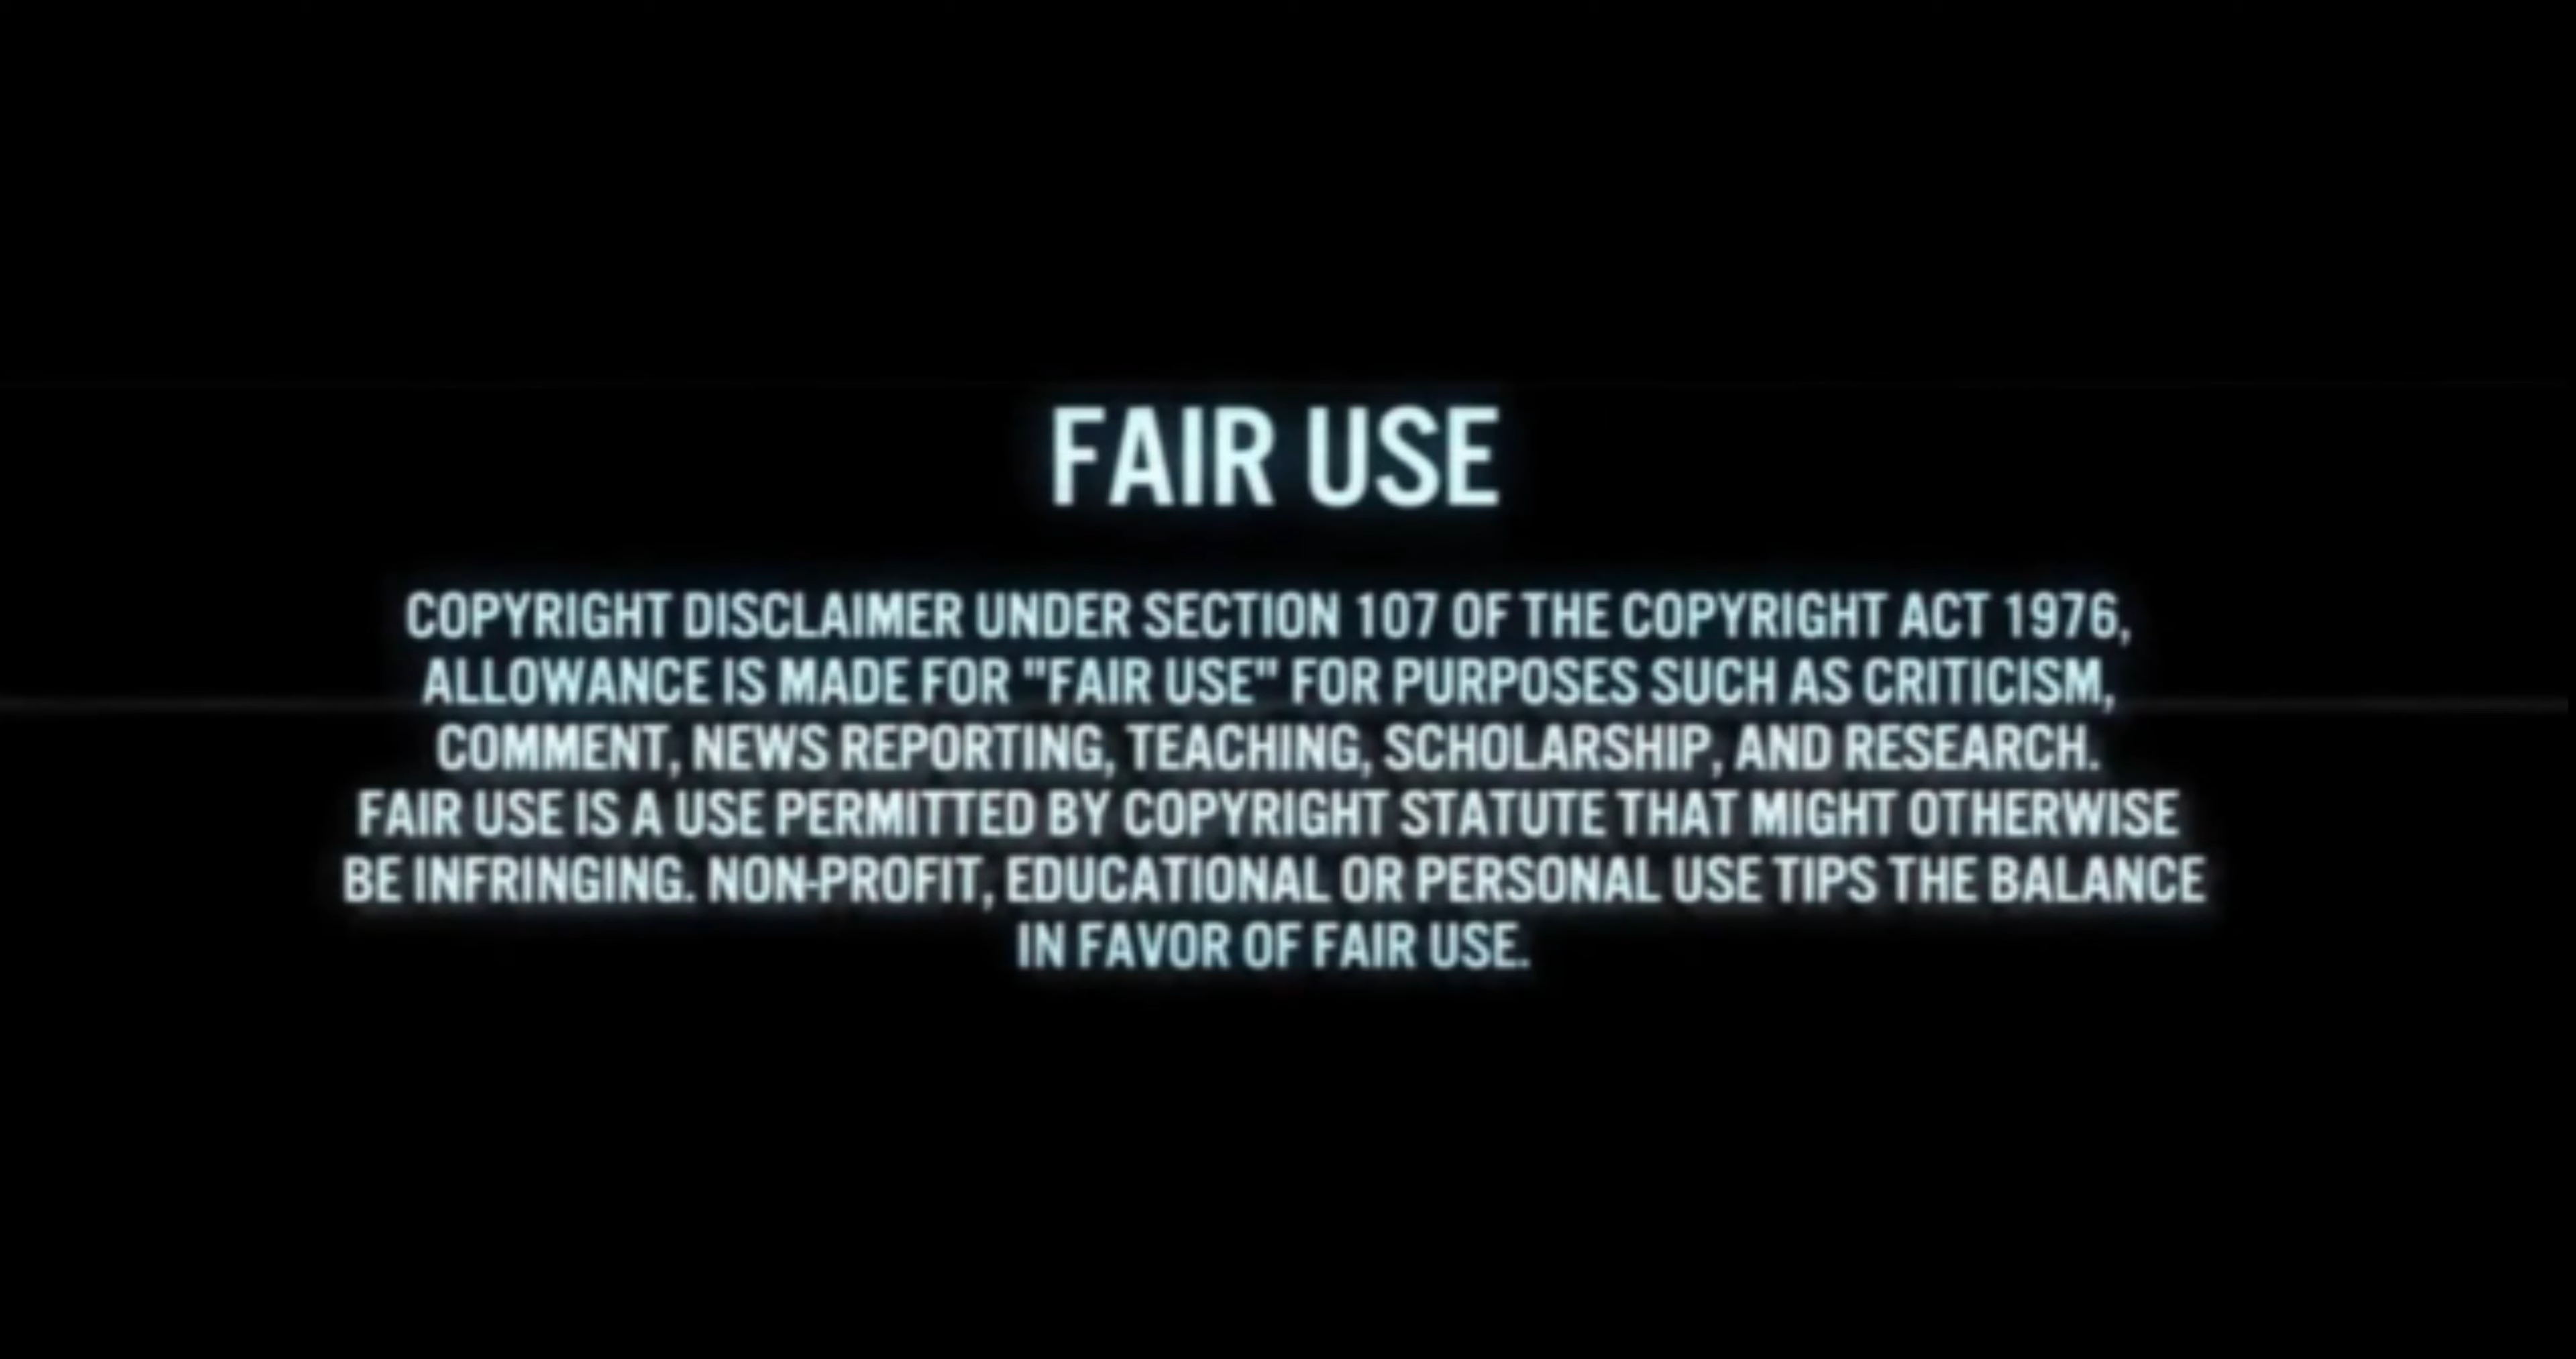 FAIR USE
COPYRIGHT DISCLAIMER UNDER SECTION 107 OF THE COPYRIGHT ACT 1976,
ALLOWANCE IS MADE FOR "FAIR USE" FOR PURPOSES SUCH AS CRITICISM,
COMMENT, NEWS REPORTING, TEACHING, SCHOLARSHIP, AND RESEARCH.
FAIR USE IS A USE PERMITTED BY COPYRIGHT STATUTE THAT MIGHT OTHERWISE
BE INFRINGING. NON-PROFIT, EDUCATIONAL OR PERSONAL USE TIPS THE BALANCE
IN FAVOR OF FAIR USE.